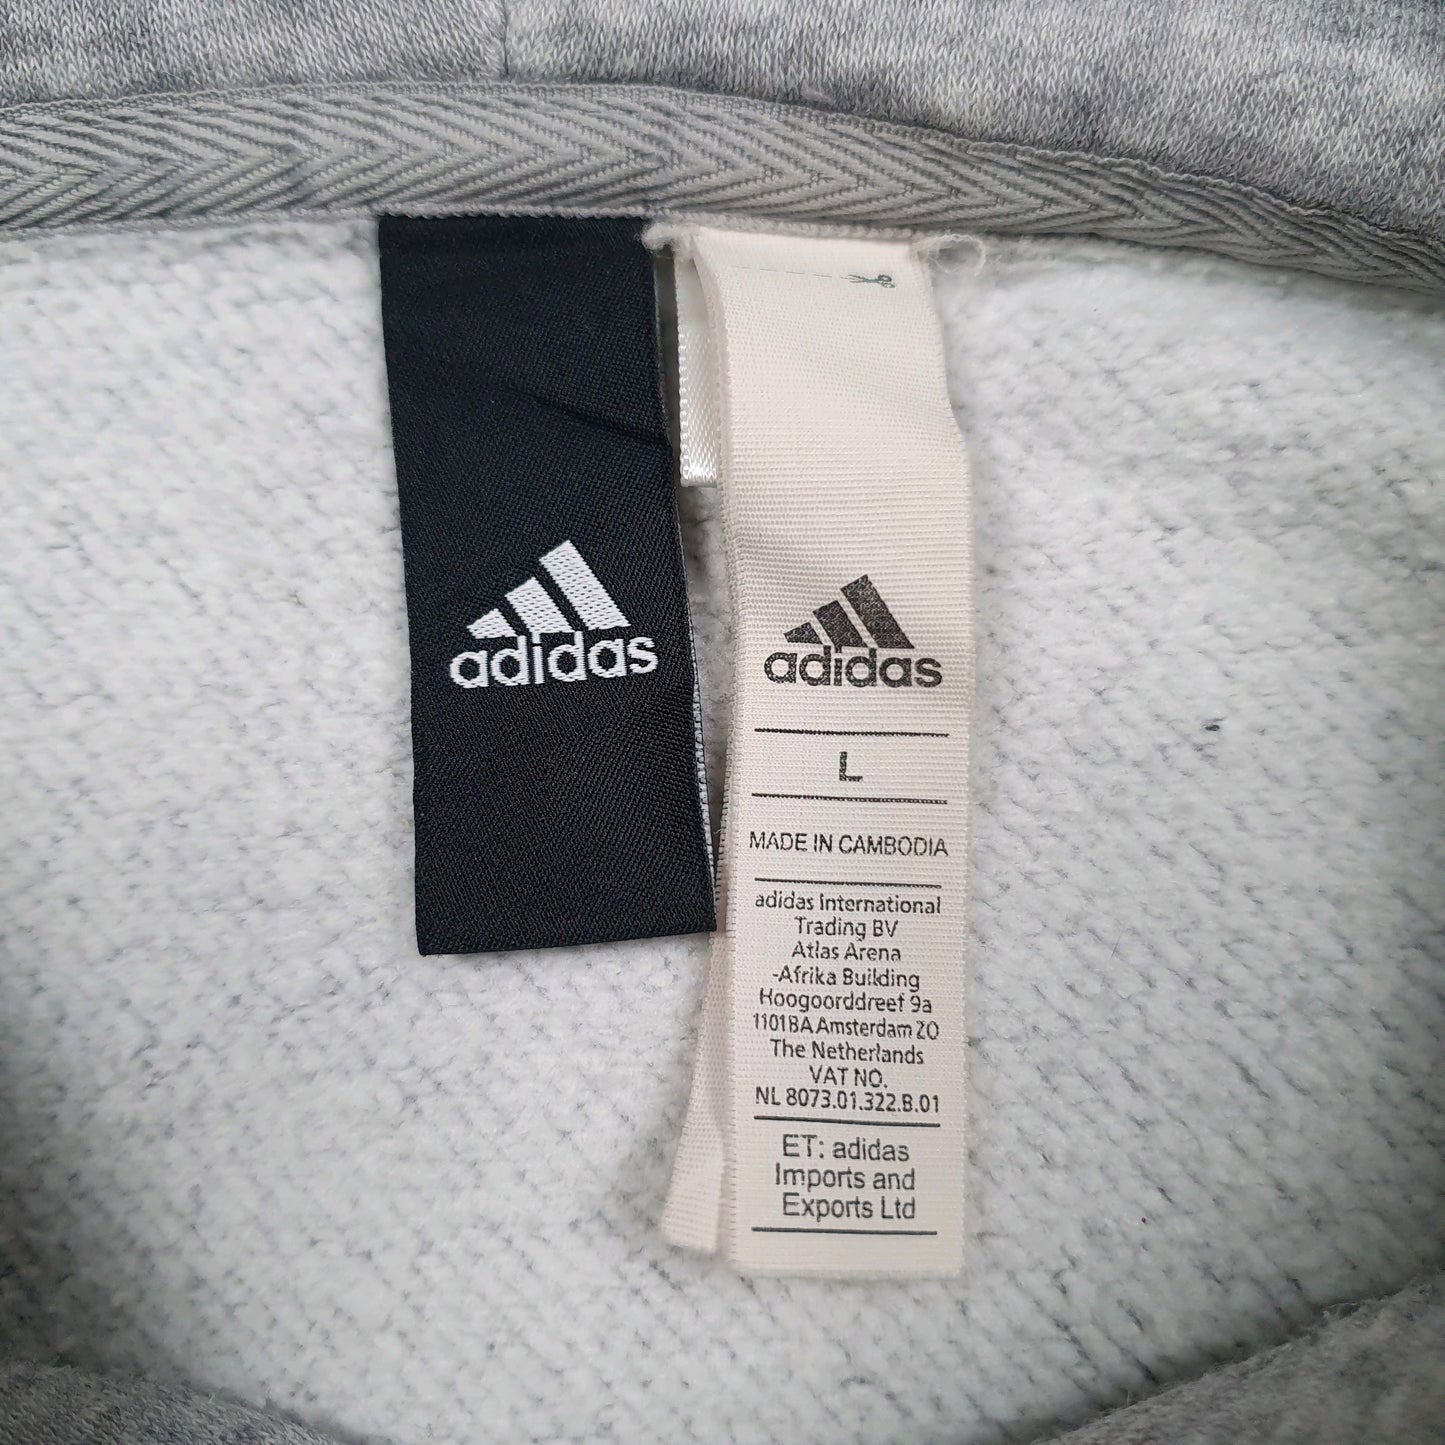 adidas
adidas
L
MADE IN CAMBODIA
adidas International
Trading BV
Atlas Arena
-Afrika Building
Hoogoorddreef 9a
1101BA Amsterdam ZO
The Netherlands
VAT NO.
NL 8073.01.322.B.01
ET: adidas
Imports and
Exports Ltd